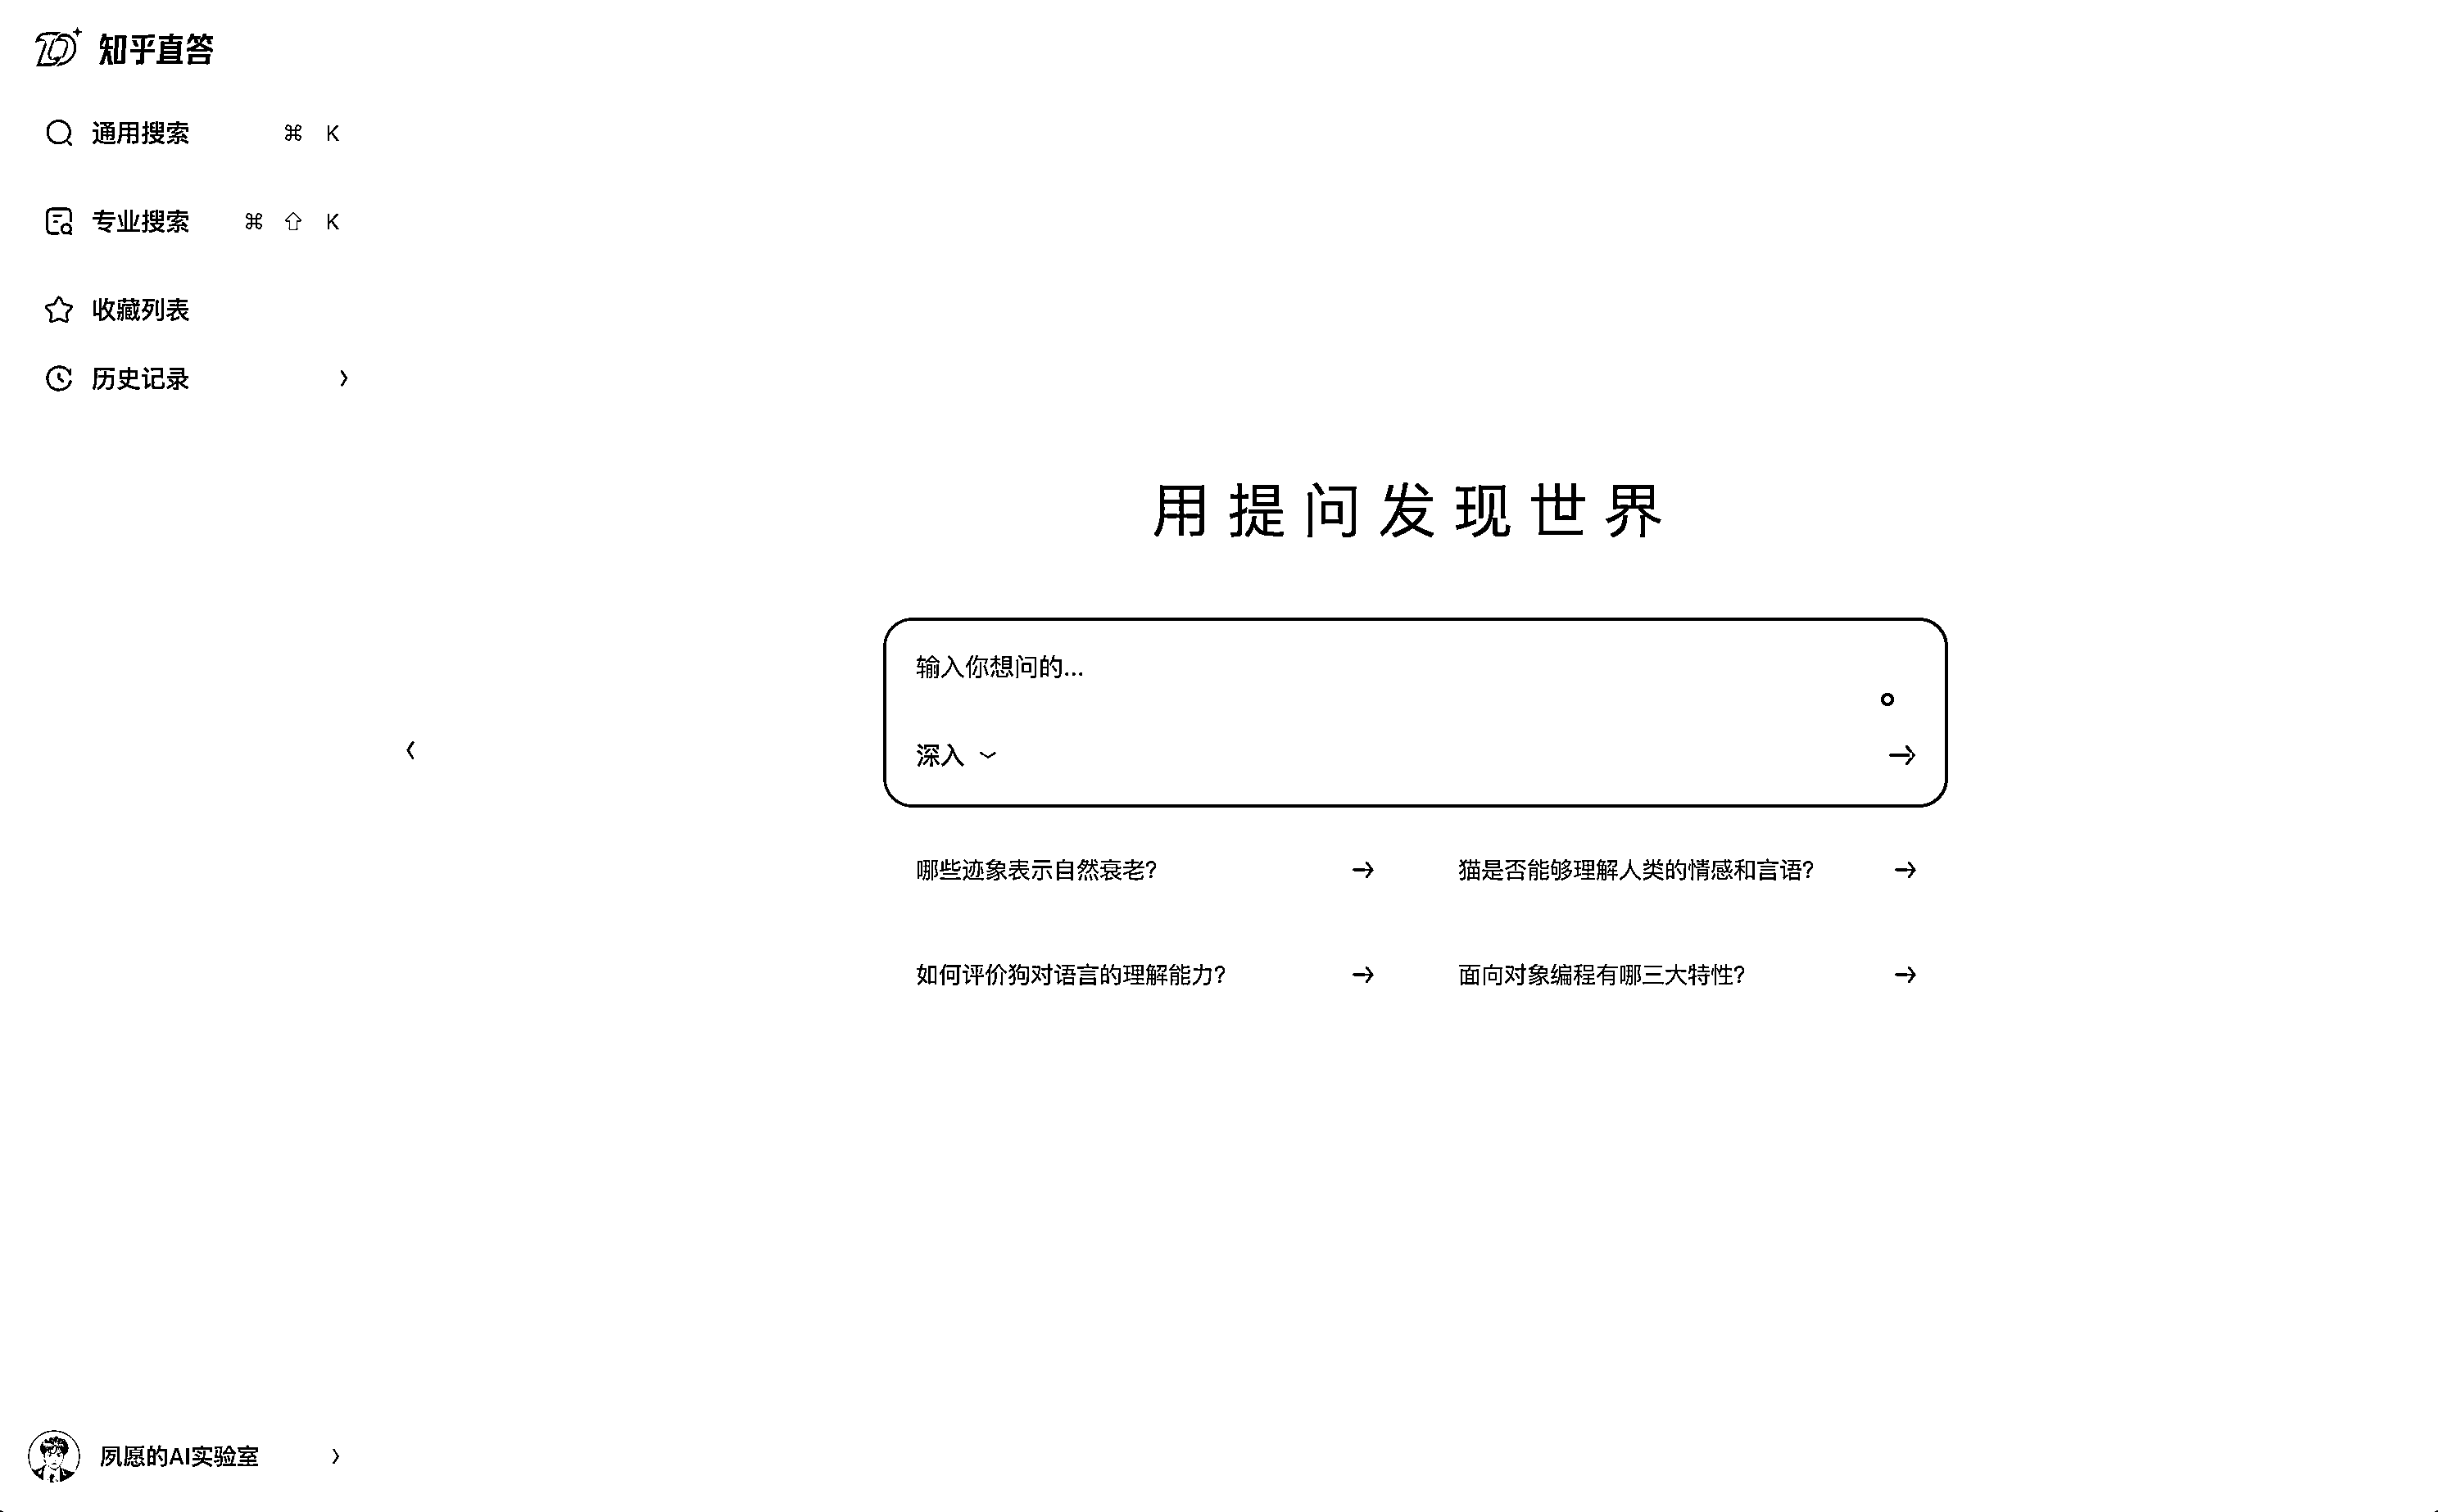 知乎直答
通用搜索 ⌘ K
专业搜索 ⌘ ⇧ K
收藏列表
历史记录
用提问发现世界
输入你想问的...
深入
哪些迹象表示自然衰老?
猫是否能够理解人类的情感和言语?
如何评价狗对语言的理解能力?
面向对象编程有哪三大特性?
夙愿的AI实验室